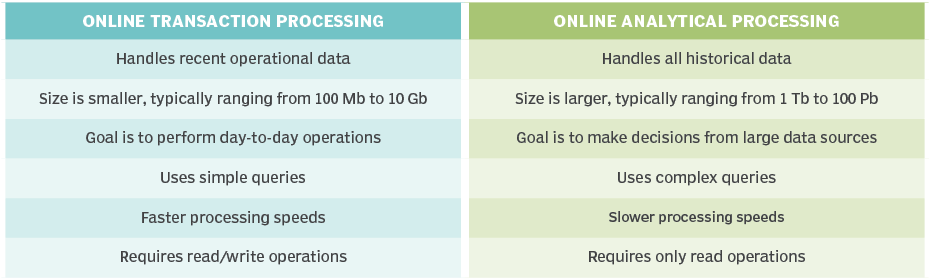 ONLINE TRANSACTION PROCESSING ONLINE ANALYTICAL PROCESSING
Handles recent operational data Handles all historical data
Size is smaller, typically ranging from 100 Mb to 10 Gb Size is larger, typically ranging from 1 Tb to 100 Pb
Goal is to perform day-to-day operations Goal is to make decisions from large data sources
Uses simple queries Uses complex queries
Faster processing speeds Slower processing speeds
Requires read/write operations Requires only read operations